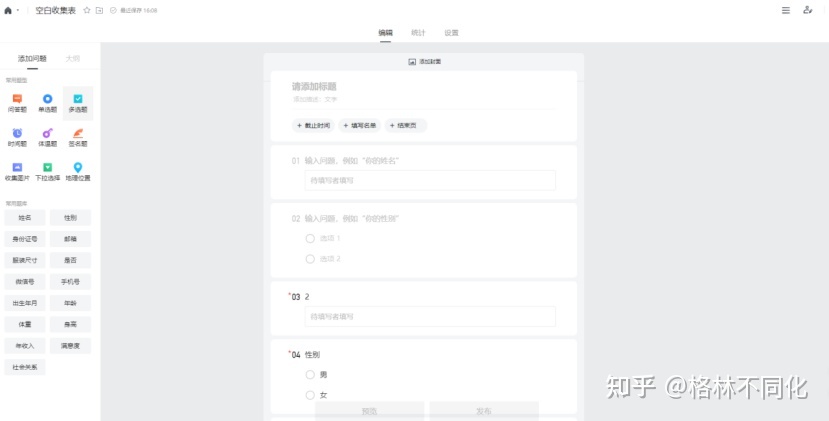 空白收集表 最近保存 16:08
编辑 统计 设置
添加问题 大纲
常用题型
问答题 单选题 多选题
时间题 体温题 签名题
收集图片 下拉选择 地理位置
常用题库
姓名 性别
身份证号 邮箱
服装尺寸 是否
微信号 手机号
出生年月 年龄
体重 身高
年收入 满意度
社会关系
添加封面
请添加标题
添加描述：文字
+ 截止时间 + 填写名单 + 结束页
01 输入问题，例如“你的姓名”
待填写者填写
02 输入问题，例如“你的性别”
选项 1
选项 2
*03 2
待填写者填写
*04 性别
男
女
预览 发布
知乎 @格林不同化